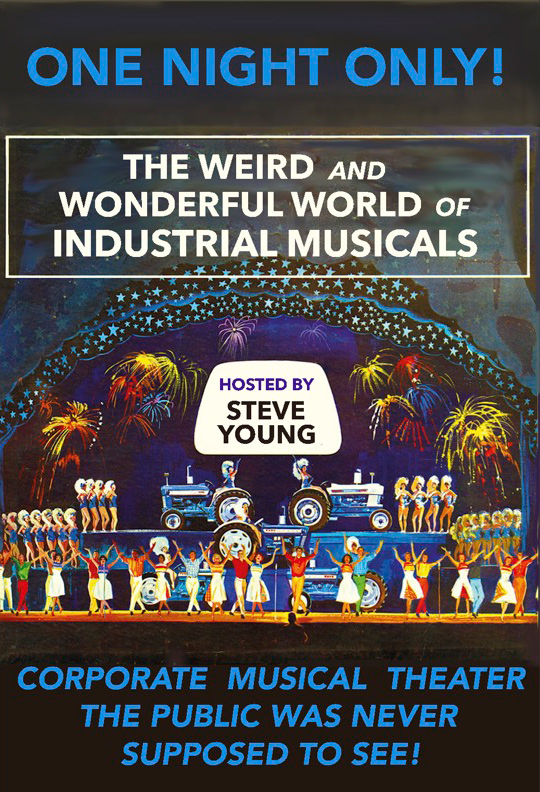 ONE NIGHT ONLY!
THE WEIRD AND
WONDERFUL WORLD OF
INDUSTRIAL MUSICALS
HOSTED BY
STEVE
YOUNG
CORPORATE MUSICAL THEATER
THE PUBLIC WAS NEVER
SUPPOSED TO SEE!